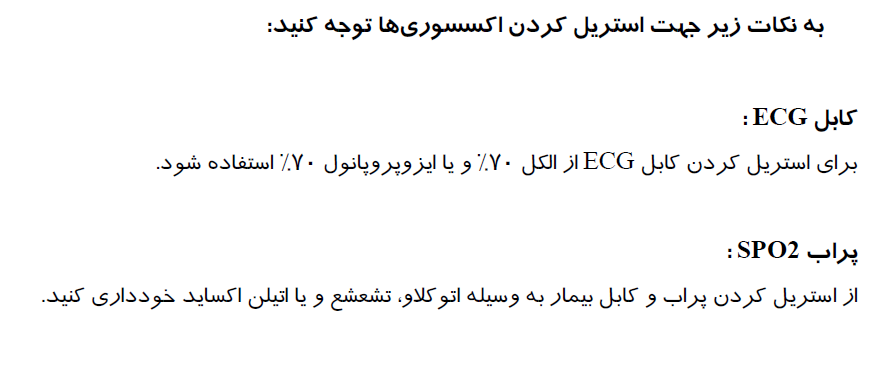 به نکات زیر جهت استریل کردن اکسسوری‌ها توجه کنید:
کابل ECG :
برای استریل کردن کابل ECG از الکل ۷۰٪ و یا ایزوپروپانول ۷۰٪ استفاده شود.
پراب SPO2 :
از استریل کردن پراب و کابل بیمار به وسیله اتوکلاو، تشعشع و یا اتیلن اکساید خودداری کنید.